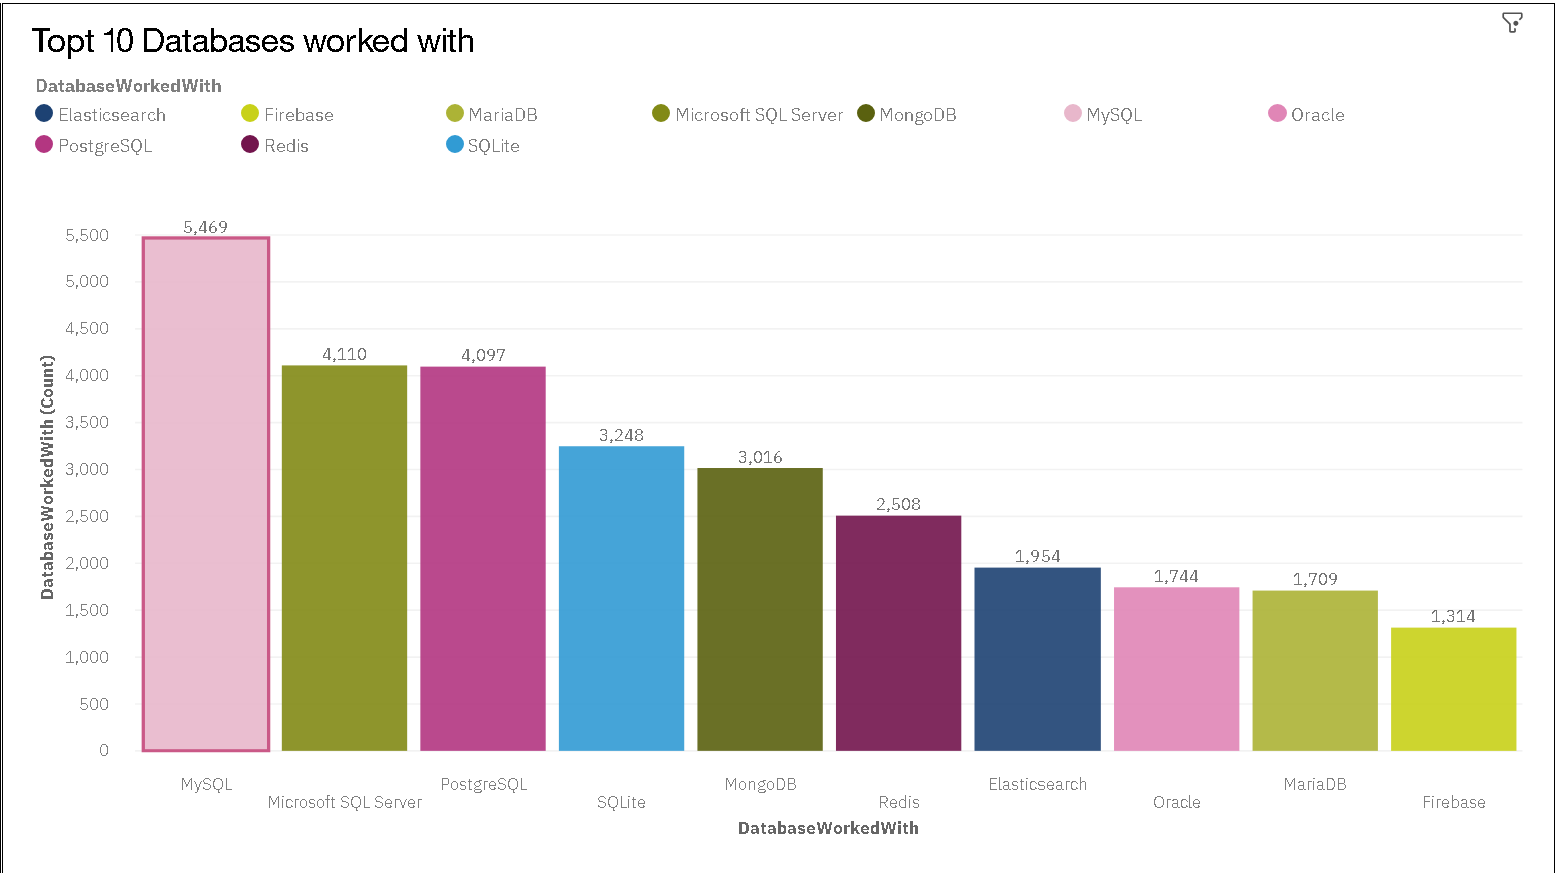 Topt 10 Databases worked with
DatabaseWorkedWith
Elasticsearch Firebase MariaDB Microsoft SQL Server MongoDB MySQL Oracle
PostgreSQL Redis SQLite
DatabaseWorkedWith (Count)
5,500
5,000
4,500
4,000
3,500
3,000
2,500
2,000
1,500
1,000
500
0
5,469
4,110
4,097
3,248
3,016
2,508
1,954
1,744
1,709
1,314
MySQL
Microsoft SQL Server
PostgreSQL
SQLite
MongoDB
Redis
Elasticsearch
Oracle
MariaDB
Firebase
DatabaseWorkedWith